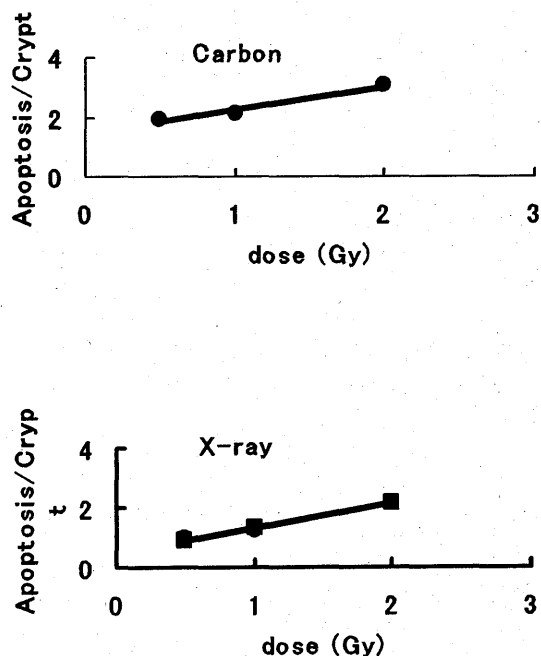 Carbon
Apoptosis/Crypt
4
2
0
0 1 2 3
dose (Gy)
X-ray
Apoptosis/Cryp
t
4
2
0
0 1 2 3
dose (Gy)